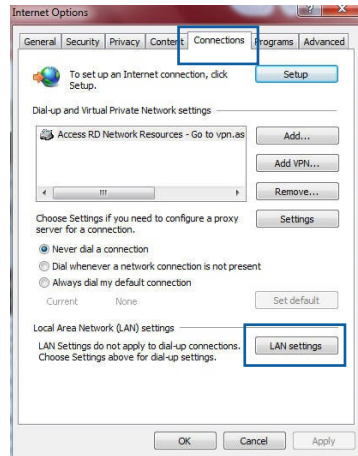 Internet Options
General Security Privacy Content Connections Programs Advanced
To set up an Internet connection, click
Setup.
Setup
Dial-up and Virtual Private Network settings
Access RD Network Resources - Go to vpn.as
Add...
Add VPN...
Remove...
Choose Settings if you need to configure a proxy
server for a connection.
Settings
Never dial a connection
Dial whenever a network connection is not present
Always dial my default connection
Current None
Set default
Local Area Network (LAN) settings
LAN Settings do not apply to dial-up connections.
Choose Settings above for dial-up settings.
LAN settings
OK Cancel Apply